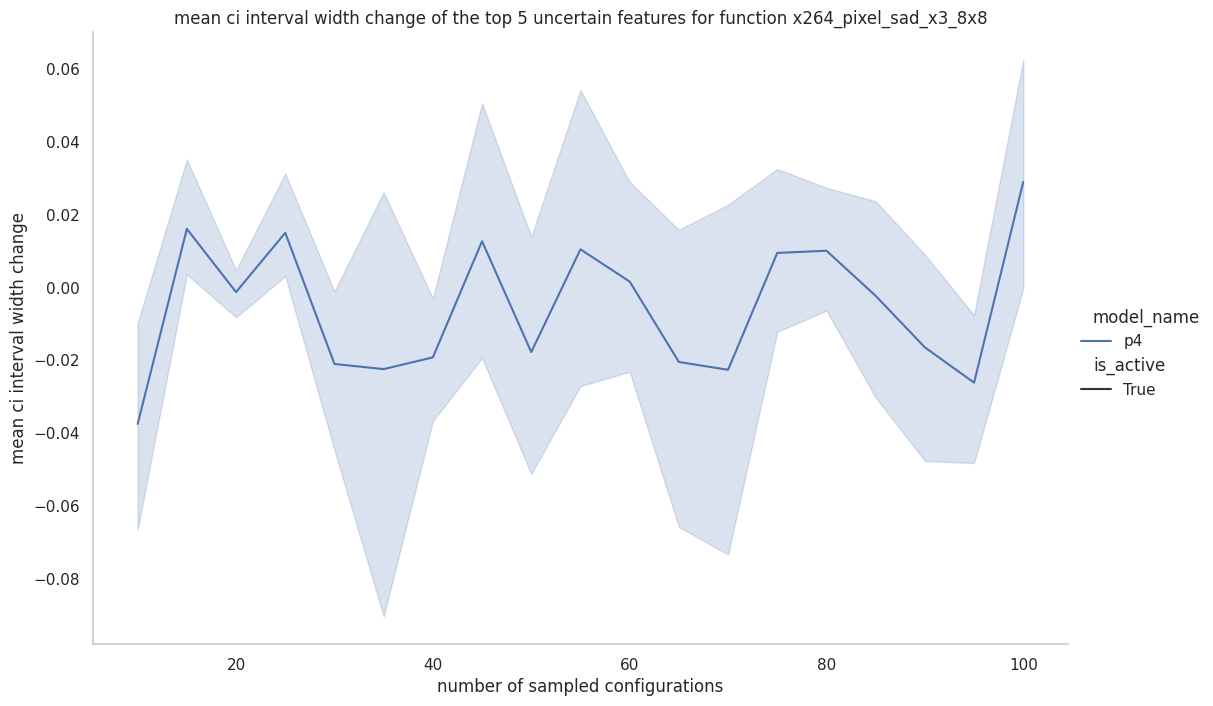 mean ci interval width change of the top 5 uncertain features for function x264_pixel_sad_x3_8x8
mean ci interval width change
0.06
0.04
0.02
0.00
−0.02
−0.04
−0.06
−0.08
20
40
60
80
100
number of sampled configurations
model_name
p4
is_active
True